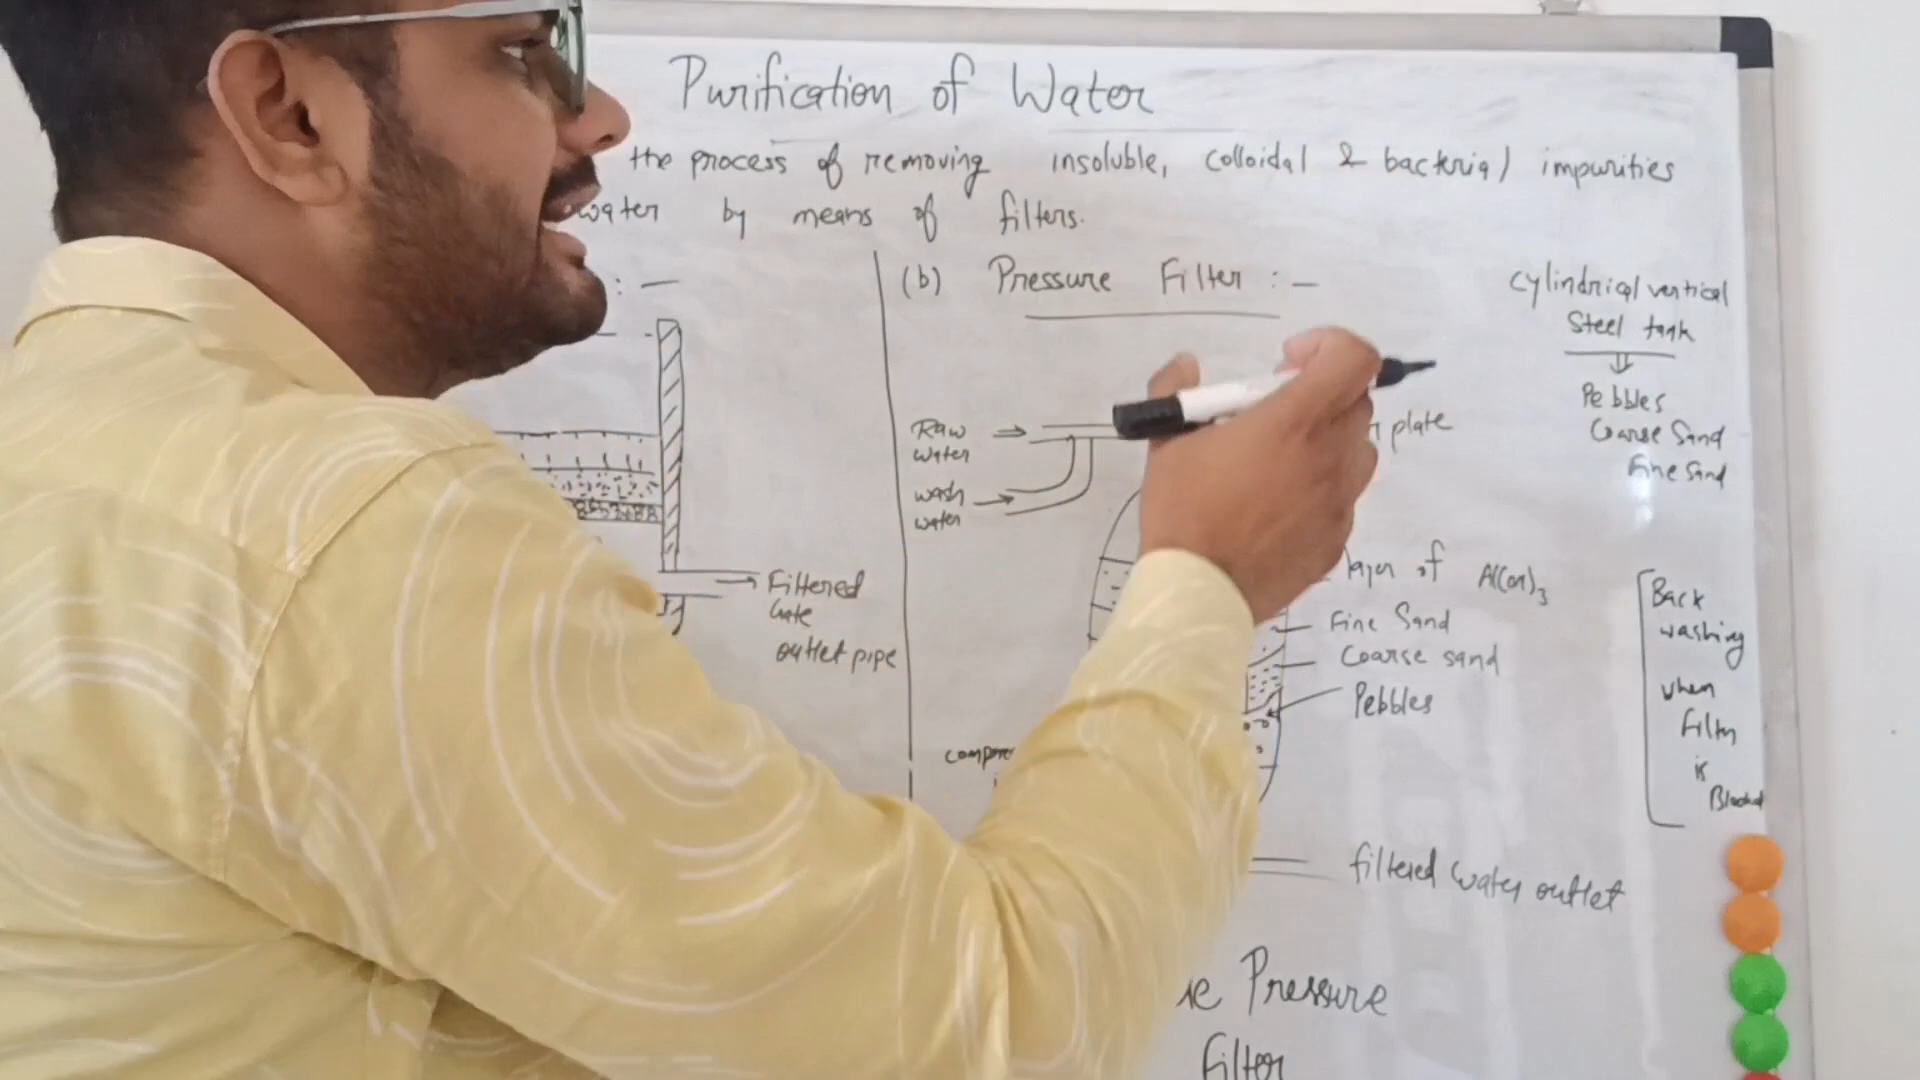 Purification of Water
the process of removing insoluble, colloidal & bacterial impurities
water by means of filters.
: —
(b) Pressure Filter : —
Cylindrical vertical
Steel tank
⇓
Pebbles
Coarse Sand
Fine Sand
Raw → plate
water
wash →
water
layer of Al(OH)3
Fine Sand
Coarse sand
Pebbles
Filtered
outlet pipe
Back
washing
when
Filter
is
Blocked
filtered water outlet
Pressure
Filter